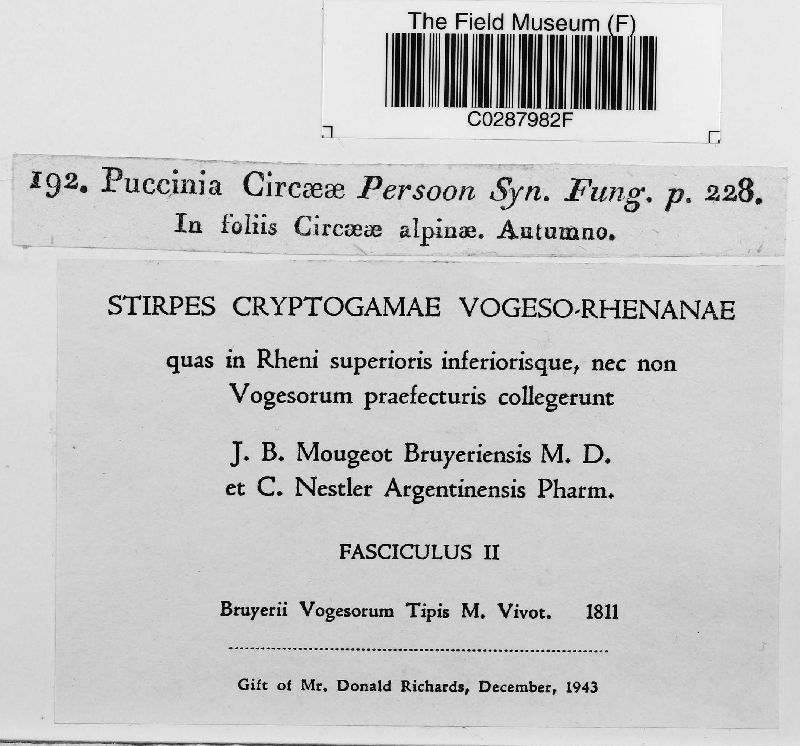 The Field Museum (F)
C0287982F
192. Puccinia Circææ Persoon Syn. Fung. p. 228.
In foliis Circææ alpinæ. Autumno.
STIRPES CRYPTOGAMAE VOGESO-RHENANAE
quas in Rheni superioris inferiorisque, nec non
Vogesorum praefecturis collegerunt
J. B. Mougeot Bruyeriensis M. D.
et C. Nestler Argentinensis Pharm.
FASCICULUS II
Bruyerii Vogesorum Tipis M. Vivot. 1811
Gift of Mr. Donald Richards, December, 1943